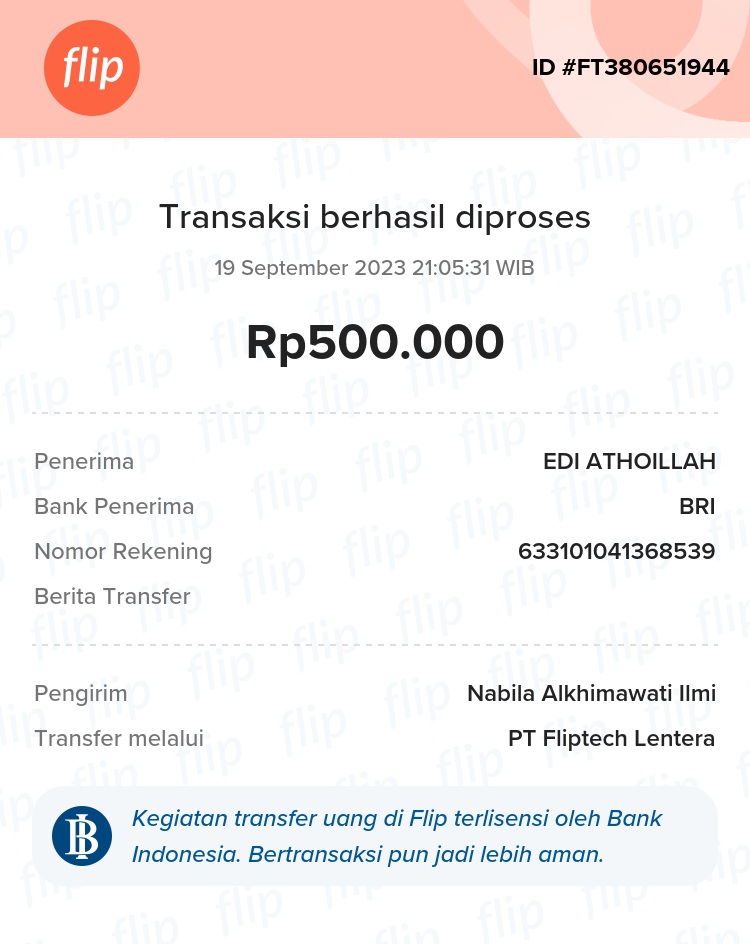 flip
ID #FT380651944
Transaksi berhasil diproses
19 September 2023 21:05:31 WIB
Rp500.000
Penerima EDI ATHOILLAH
Bank Penerima BRI
Nomor Rekening 633101041368539
Berita Transfer
Pengirim Nabila Alkhimawati Ilmi
Transfer melalui PT Fliptech Lentera
Kegiatan transfer uang di Flip terlisensi oleh Bank
Indonesia. Bertransaksi pun jadi lebih aman.